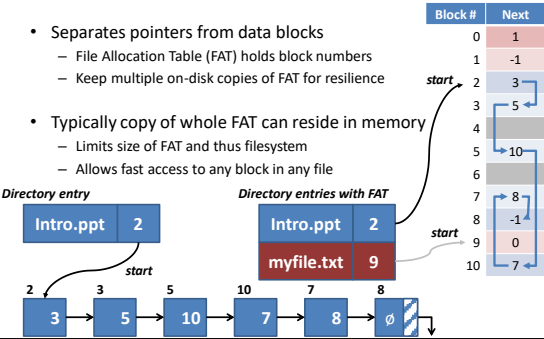 • Separates pointers from data blocks
– File Allocation Table (FAT) holds block numbers
– Keep multiple on-disk copies of FAT for resilience
• Typically copy of whole FAT can reside in memory
– Limits size of FAT and thus filesystem
– Allows fast access to any block in any file
Block # Next
0 1
1 -1
start 2 3
3 5
4
5 10
6
7 8
8 -1
start 9 0
10 7
Directory entry
Intro.ppt 2
start
Directory entries with FAT
Intro.ppt 2
myfile.txt 9
2 3 5 10 7 8
3 5 10 7 8 ø